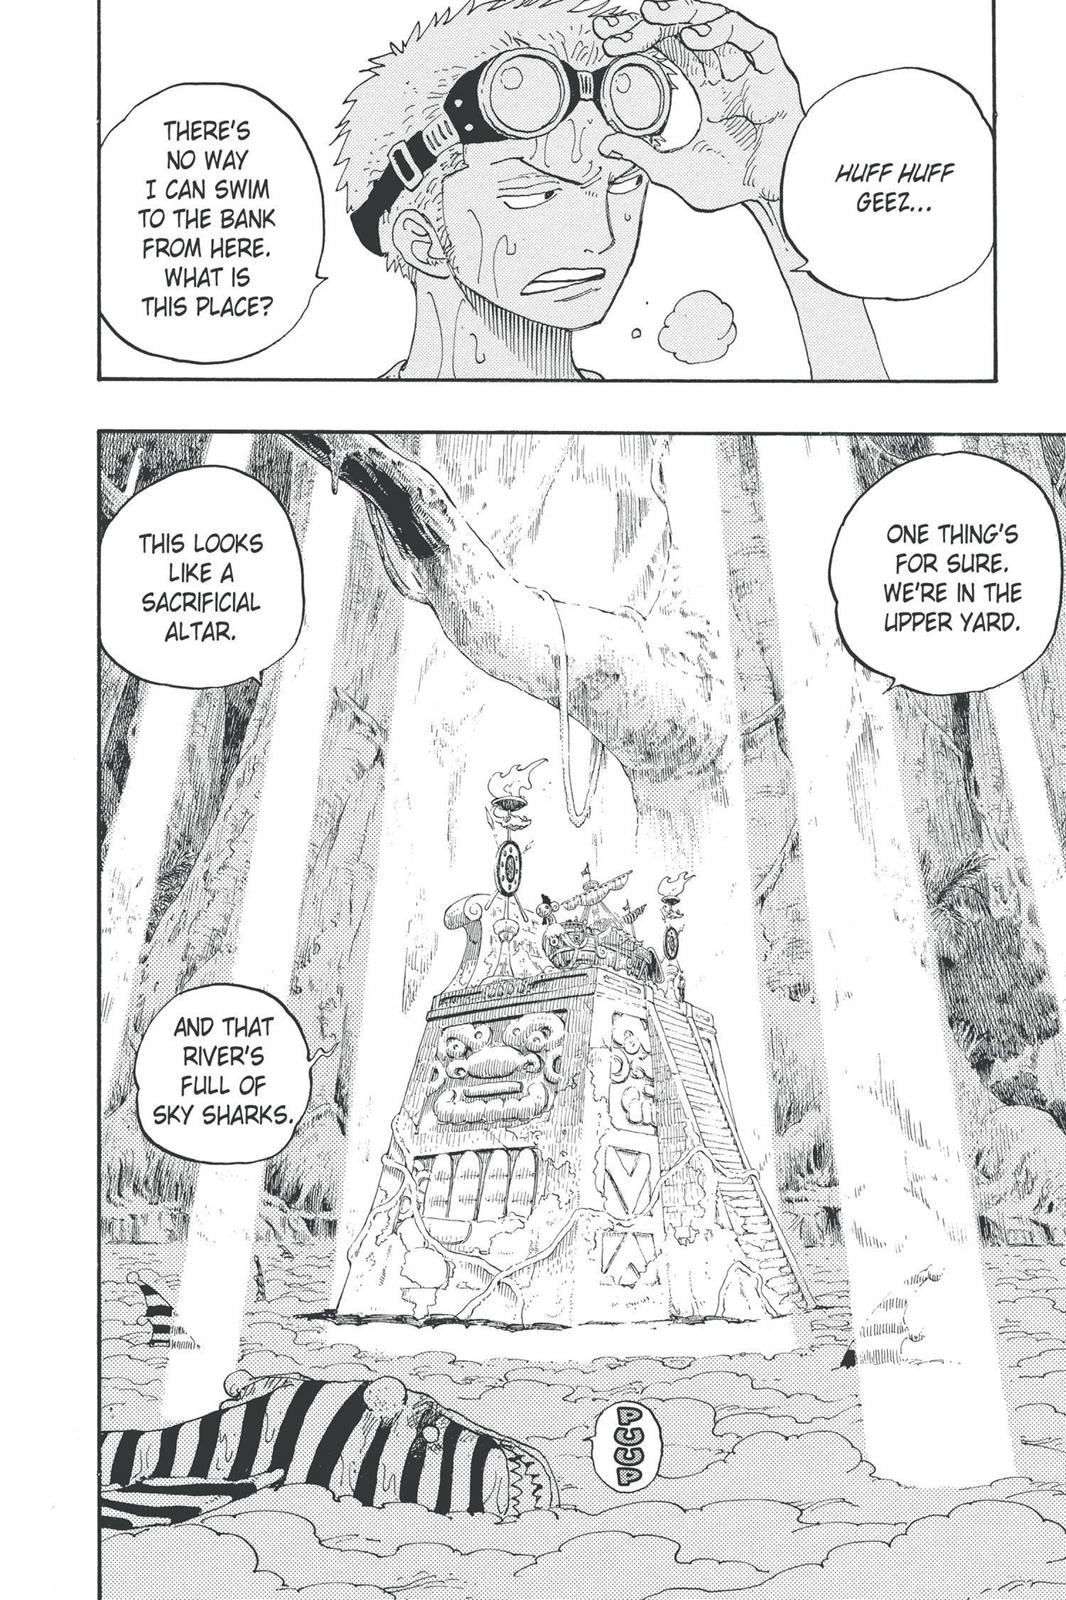 HUFF HUFF
GEEZ...
THERE'S
NO WAY
I CAN SWIM
TO THE BANK
FROM HERE.
WHAT IS
THIS PLACE?
ONE THING'S
FOR SURE.
WE'RE IN THE
UPPER YARD.
THIS LOOKS
LIKE A
SACRIFICIAL
ALTAR.
AND THAT
RIVER'S
FULL OF
SKY SHARKS.
PUUP